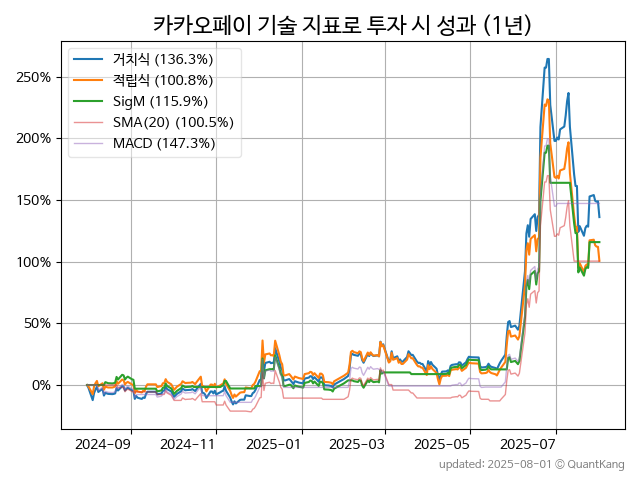 카카오페이 기술 지표로 투자 시 성과 (1년)
거치식 (136.3%)
적립식 (100.8%)
SigM (115.9%)
SMA(20) (100.5%)
MACD (147.3%)
250%
200%
150%
100%
50%
0%
2024-09 2024-11 2025-01 2025-03 2025-05 2025-07
updated: 2025-08-01 © QuantKang